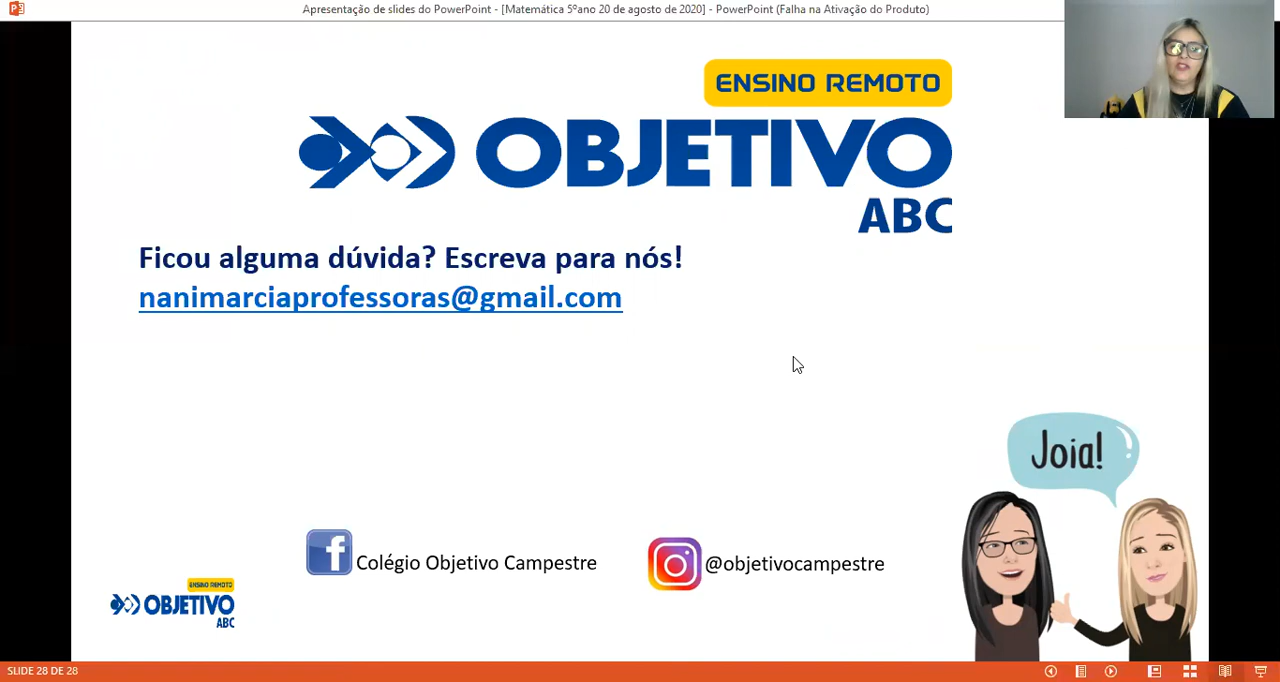 Apresentação de slides do PowerPoint - [Matemática 5ºano 20 de agosto de 2020] - PowerPoint (Falha na Ativação do Produto)
ENSINO REMOTO
OBJETIVO
ABC
Ficou alguma dúvida? Escreva para nós!
nanimarciaprofessoras@gmail.com
Joia!
Colégio Objetivo Campestre
@objetivocampestre
ENSINO REMOTO
OBJETIVO
ABC
SLIDE 28 DE 28